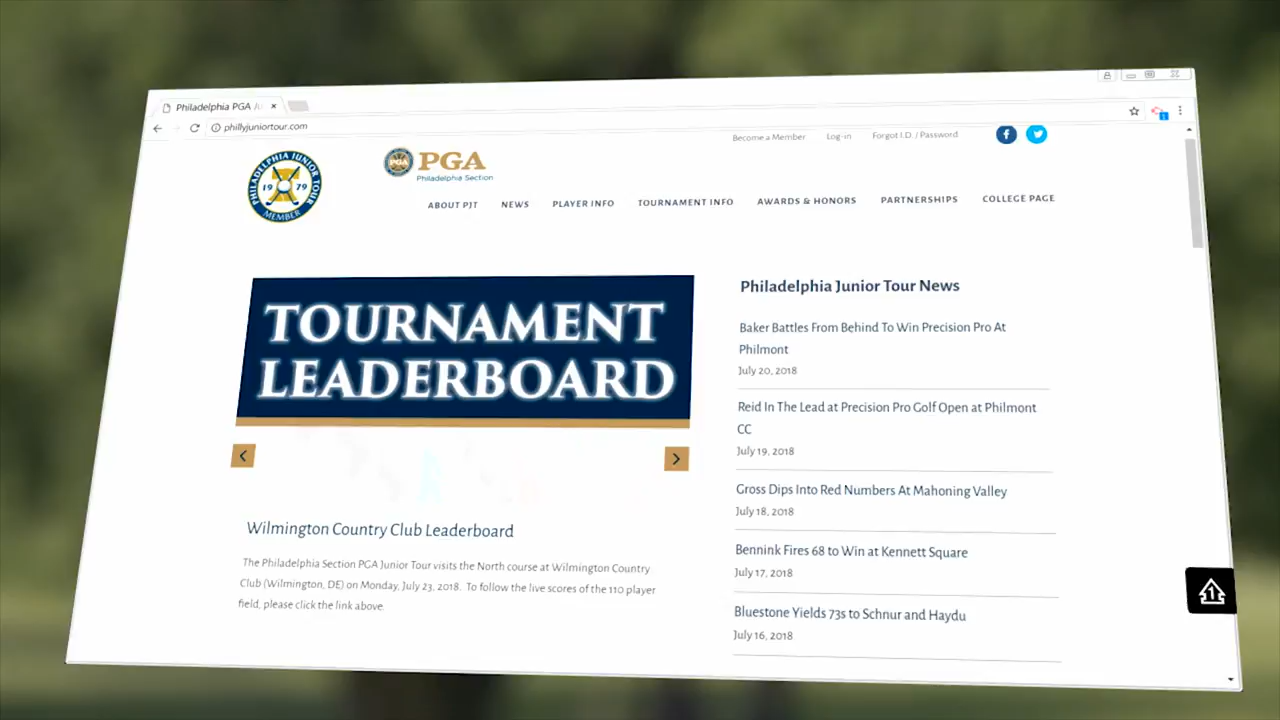 Philadelphia PGA Ju
phillyjuniortour.com
Become a Member Log-in Forgot I.D. / Password
PHILADELPHIA JUNIOR TOUR
1979
MEMBER
PGA
PGA
Philadelphia Section
ABOUT PJT NEWS PLAYER INFO TOURNAMENT INFO AWARDS & HONORS PARTNERSHIPS COLLEGE PAGE
TOURNAMENT
LEADERBOARD
Wilmington Country Club Leaderboard
The Philadelphia Section PGA Junior Tour visits the North course at Wilmington Country
Club (Wilmington, DE) on Monday, July 23, 2018. To follow the live scores of the 110 player
field, please click the link above.
Philadelphia Junior Tour News
Baker Battles From Behind To Win Precision Pro At
Philmont
July 20, 2018
Reid In The Lead at Precision Pro Golf Open at Philmont
CC
July 19, 2018
Gross Dips Into Red Numbers At Mahoning Valley
July 18, 2018
Bennink Fires 68 to Win at Kennett Square
July 17, 2018
Bluestone Yields 73s to Schnur and Haydu
July 16, 2018
1
1